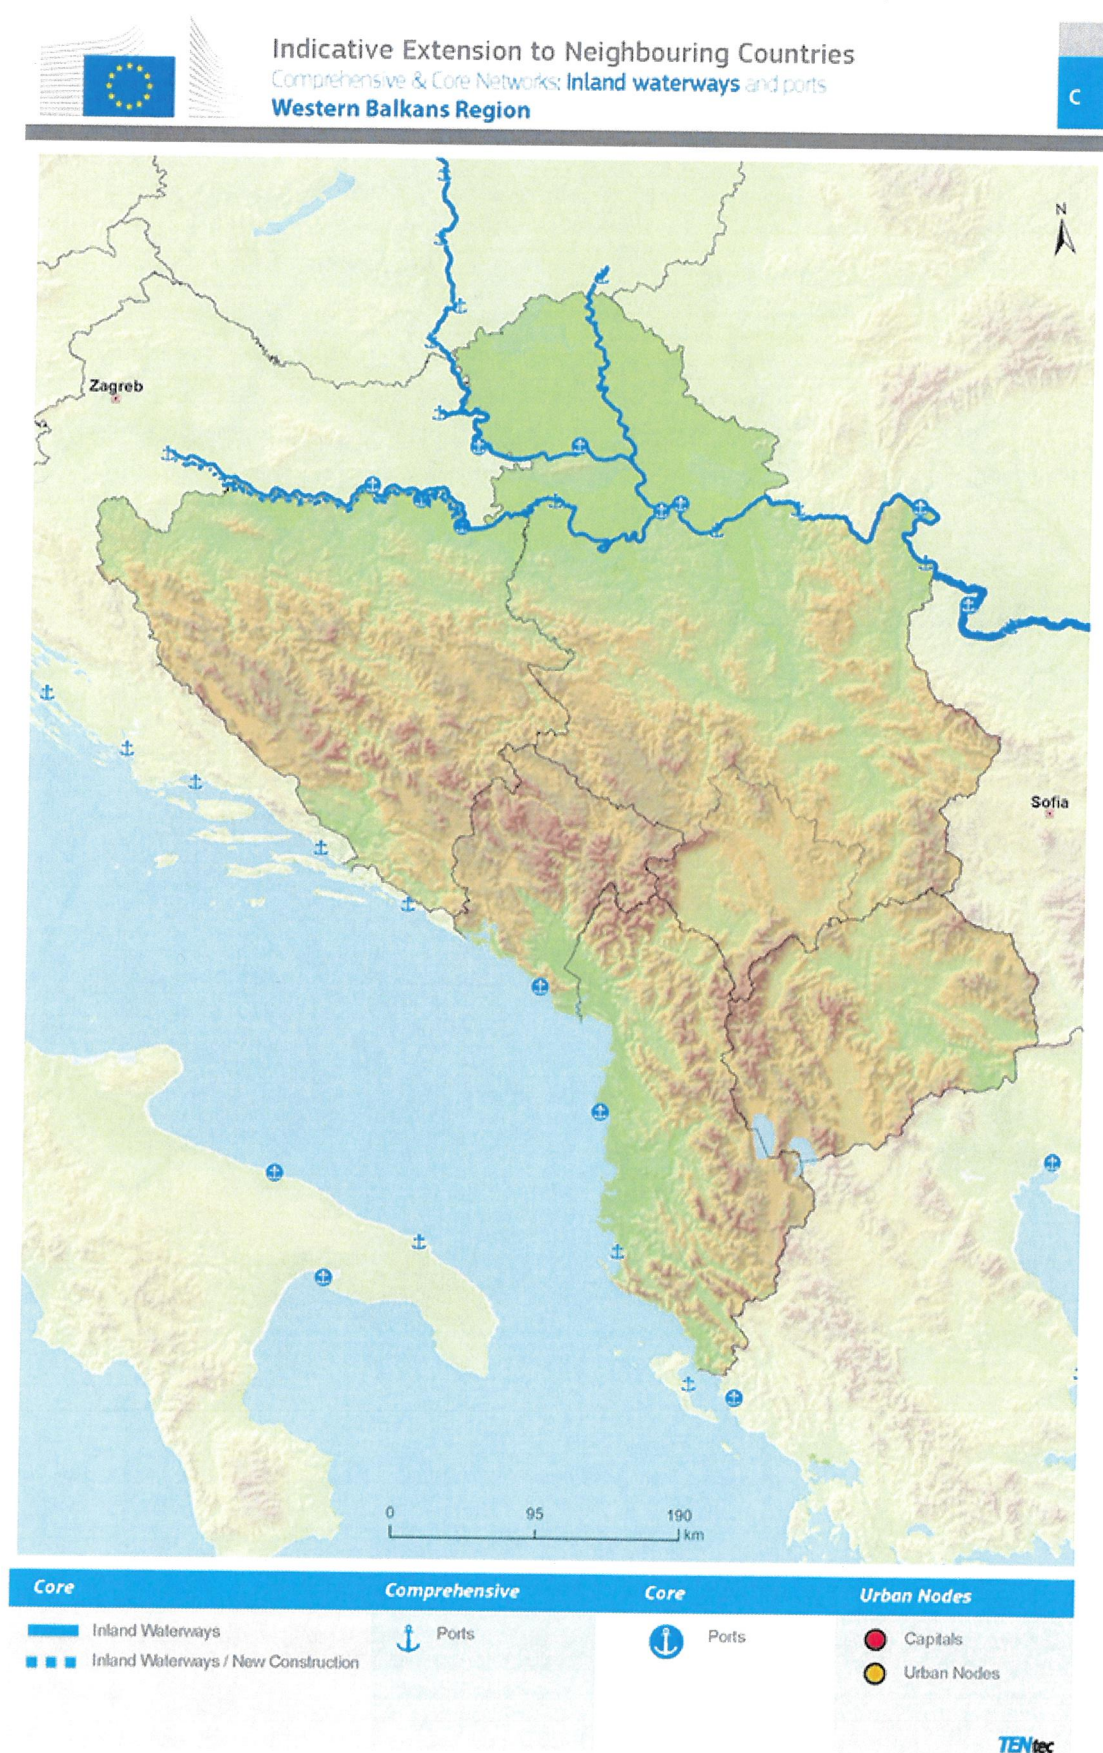 Indicative Extension to Neighbouring Countries
Comprehensive & Core Networks: Inland waterways and ports
Western Balkans Region
C
N
Zagreb
Sofia
0 95 190
km
Core Comprehensive Core Urban Nodes
Inland Waterways Ports Ports Capitals
Inland Waterways / New Construction Urban Nodes
TENtec